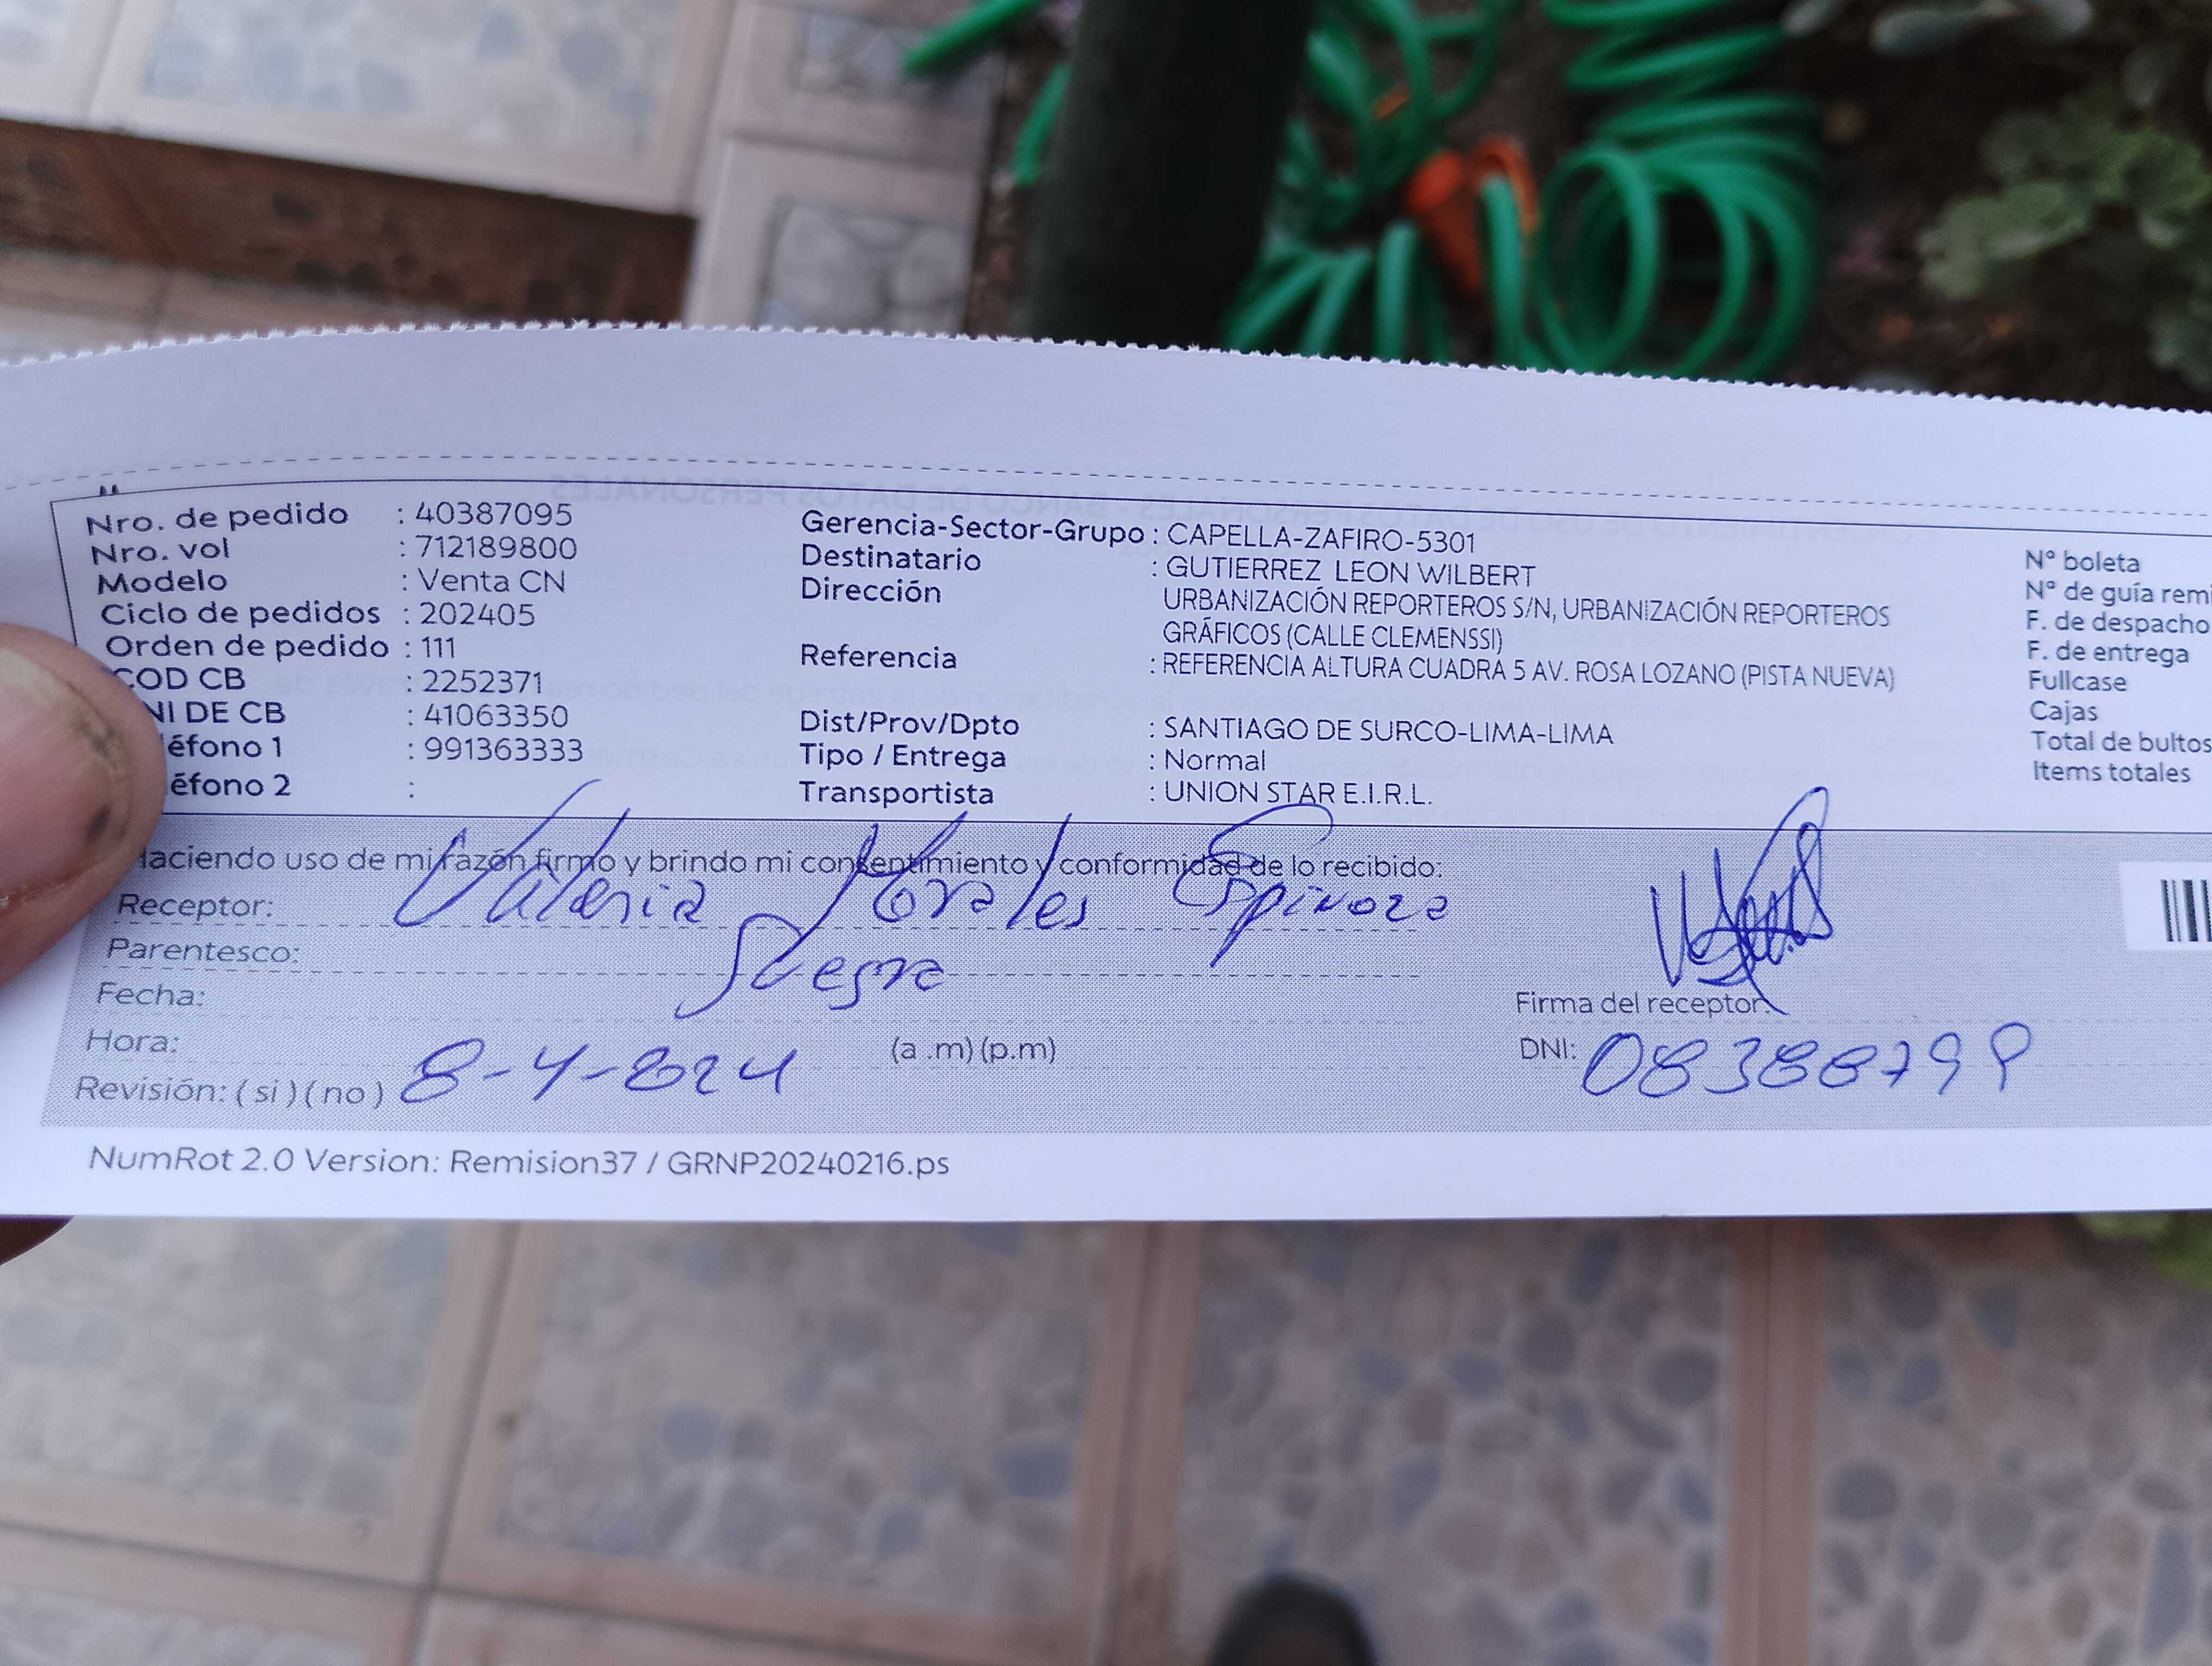 Nro. de pedido : 40387095
Nro. vol : 712189800
Modelo : Venta CN
Ciclo de pedidos : 202405
Orden de pedido : 111
COD CB : 2252371
NI DE CB : 41063350
éfono 1 : 991363333
éfono 2 :
Gerencia-Sector-Grupo : CAPELLA-ZAFIRO-5301
Destinatario : GUTIERREZ LEON WILBERT
Dirección URBANIZACIÓN REPORTEROS S/N, URBANIZACIÓN REPORTEROS
GRÁFICOS (CALLE CLEMENSSI)
Referencia : REFERENCIA ALTURA CUADRA 5 AV. ROSA LOZANO (PISTA NUEVA)
Dist/Prov/Dpto : SANTIAGO DE SURCO-LIMA-LIMA
Tipo / Entrega : Normal
Transportista : UNION STAR E.I.R.L.
N° boleta
N° de guía remi
F. de despacho
F. de entrega
Fullcase
Cajas
Total de bultos
Items totales
Haciendo uso de mi razón firmo y brindo mi consentimiento y conformidad de lo recibido:
Receptor: Valeria Morales Espinoza
Parentesco: Suegra
Fecha:
Hora: (a .m) (p.m)
Revisión: ( si ) ( no ) 8-4-2024
Firma del receptor.
DNI: 08388799
NumRot 2.0 Version: Remision37 / GRNP20240216.ps